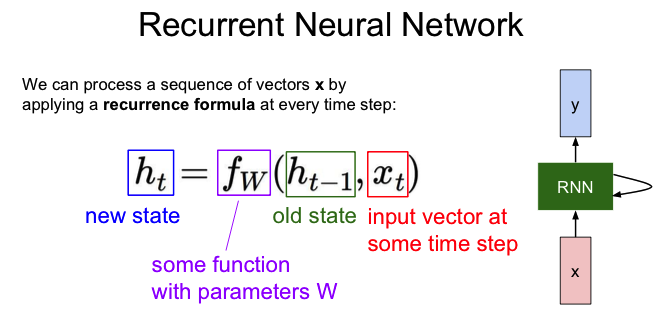 Recurrent Neural Network
We can process a sequence of vectors x by
applying a recurrence formula at every time step:
h_t = f_W(h_{t-1}, x_t)
new state
old state
input vector at
some time step
some function
with parameters W
y
RNN
x